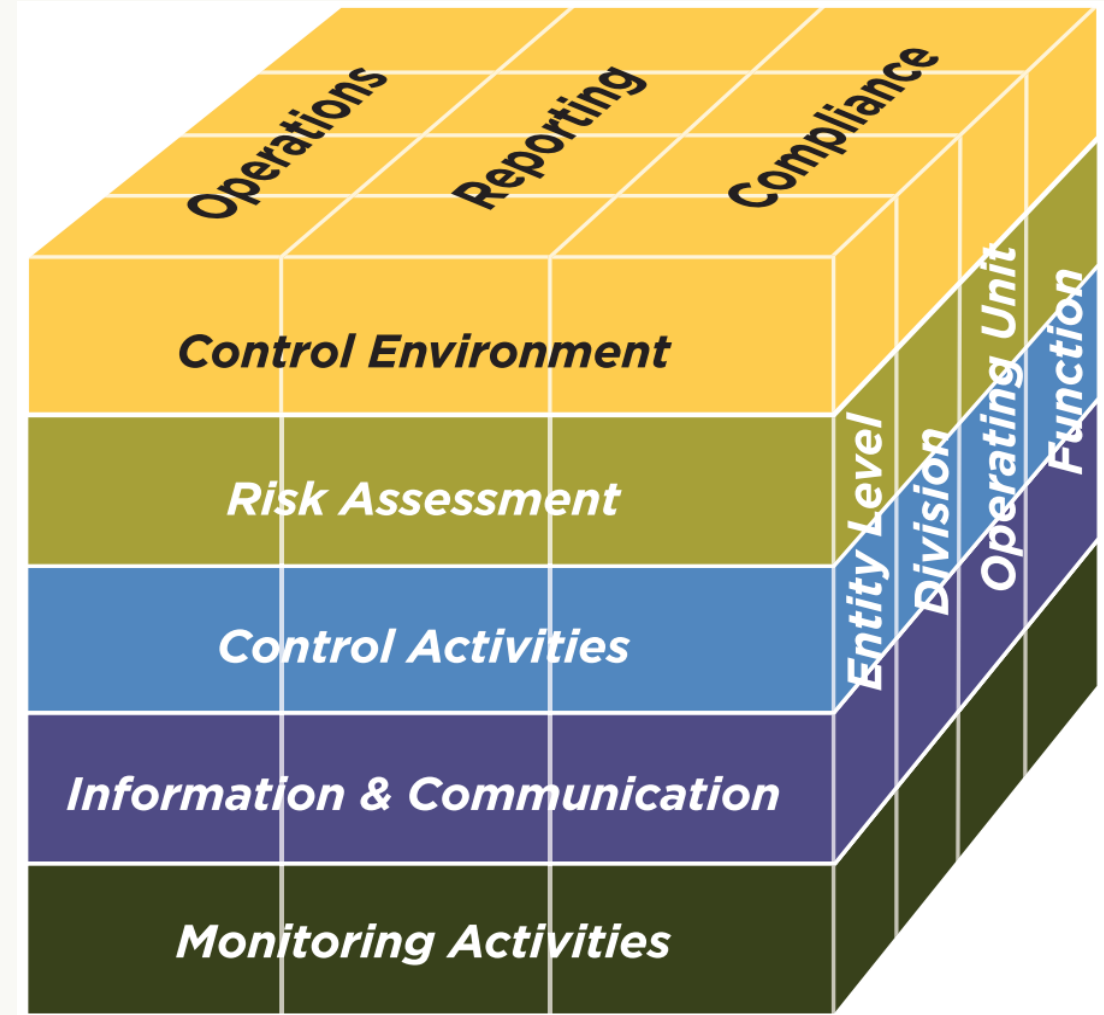 Operations
Reporting
Compliance
Control Environment
Risk Assessment
Control Activities
Information & Communication
Monitoring Activities
Entity Level
Division
Operating Unit
Function